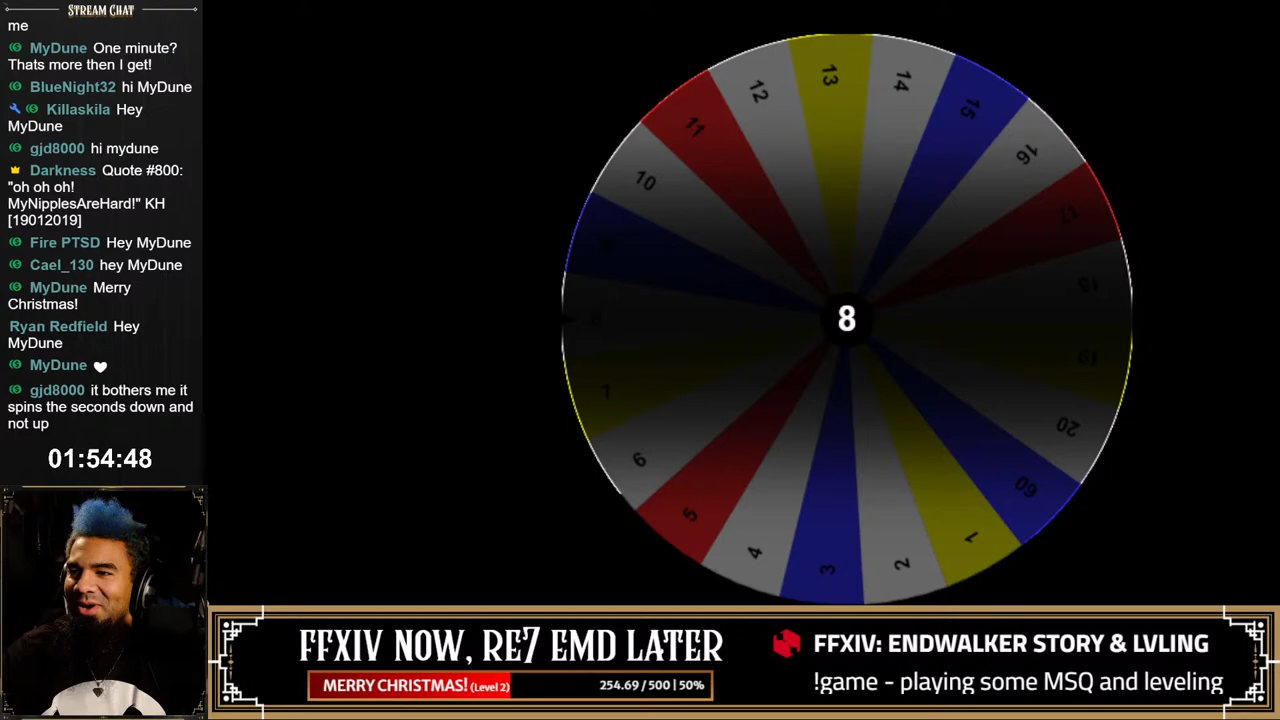 STREAM CHAT
me
MyDune One minute?
Thats more then I get!
BlueNight32 hi MyDune
Killaskila Hey
MyDune
gjd8000 hi mydune
Darkness Quote #800:
"oh oh oh!
MyNipplesAreHard!" KH
[19012019]
Fire PTSD Hey MyDune
Cael_130 hey MyDune
MyDune Merry
Christmas!
Ryan Redfield Hey
MyDune
MyDune
gjd8000 it bothers me it
spins the seconds down and
not up
01:54:48
8
1
2
3
4
5
6
7
10
11
12
13
14
15
16
17
18
19
20
60
FFXIV NOW, RE7 EMD LATER
MERRY CHRISTMAS! (Level 2) 254.69 / 500 | 50%
FFXIV: ENDWALKER STORY & LVLING
!game - playing some MSQ and leveling